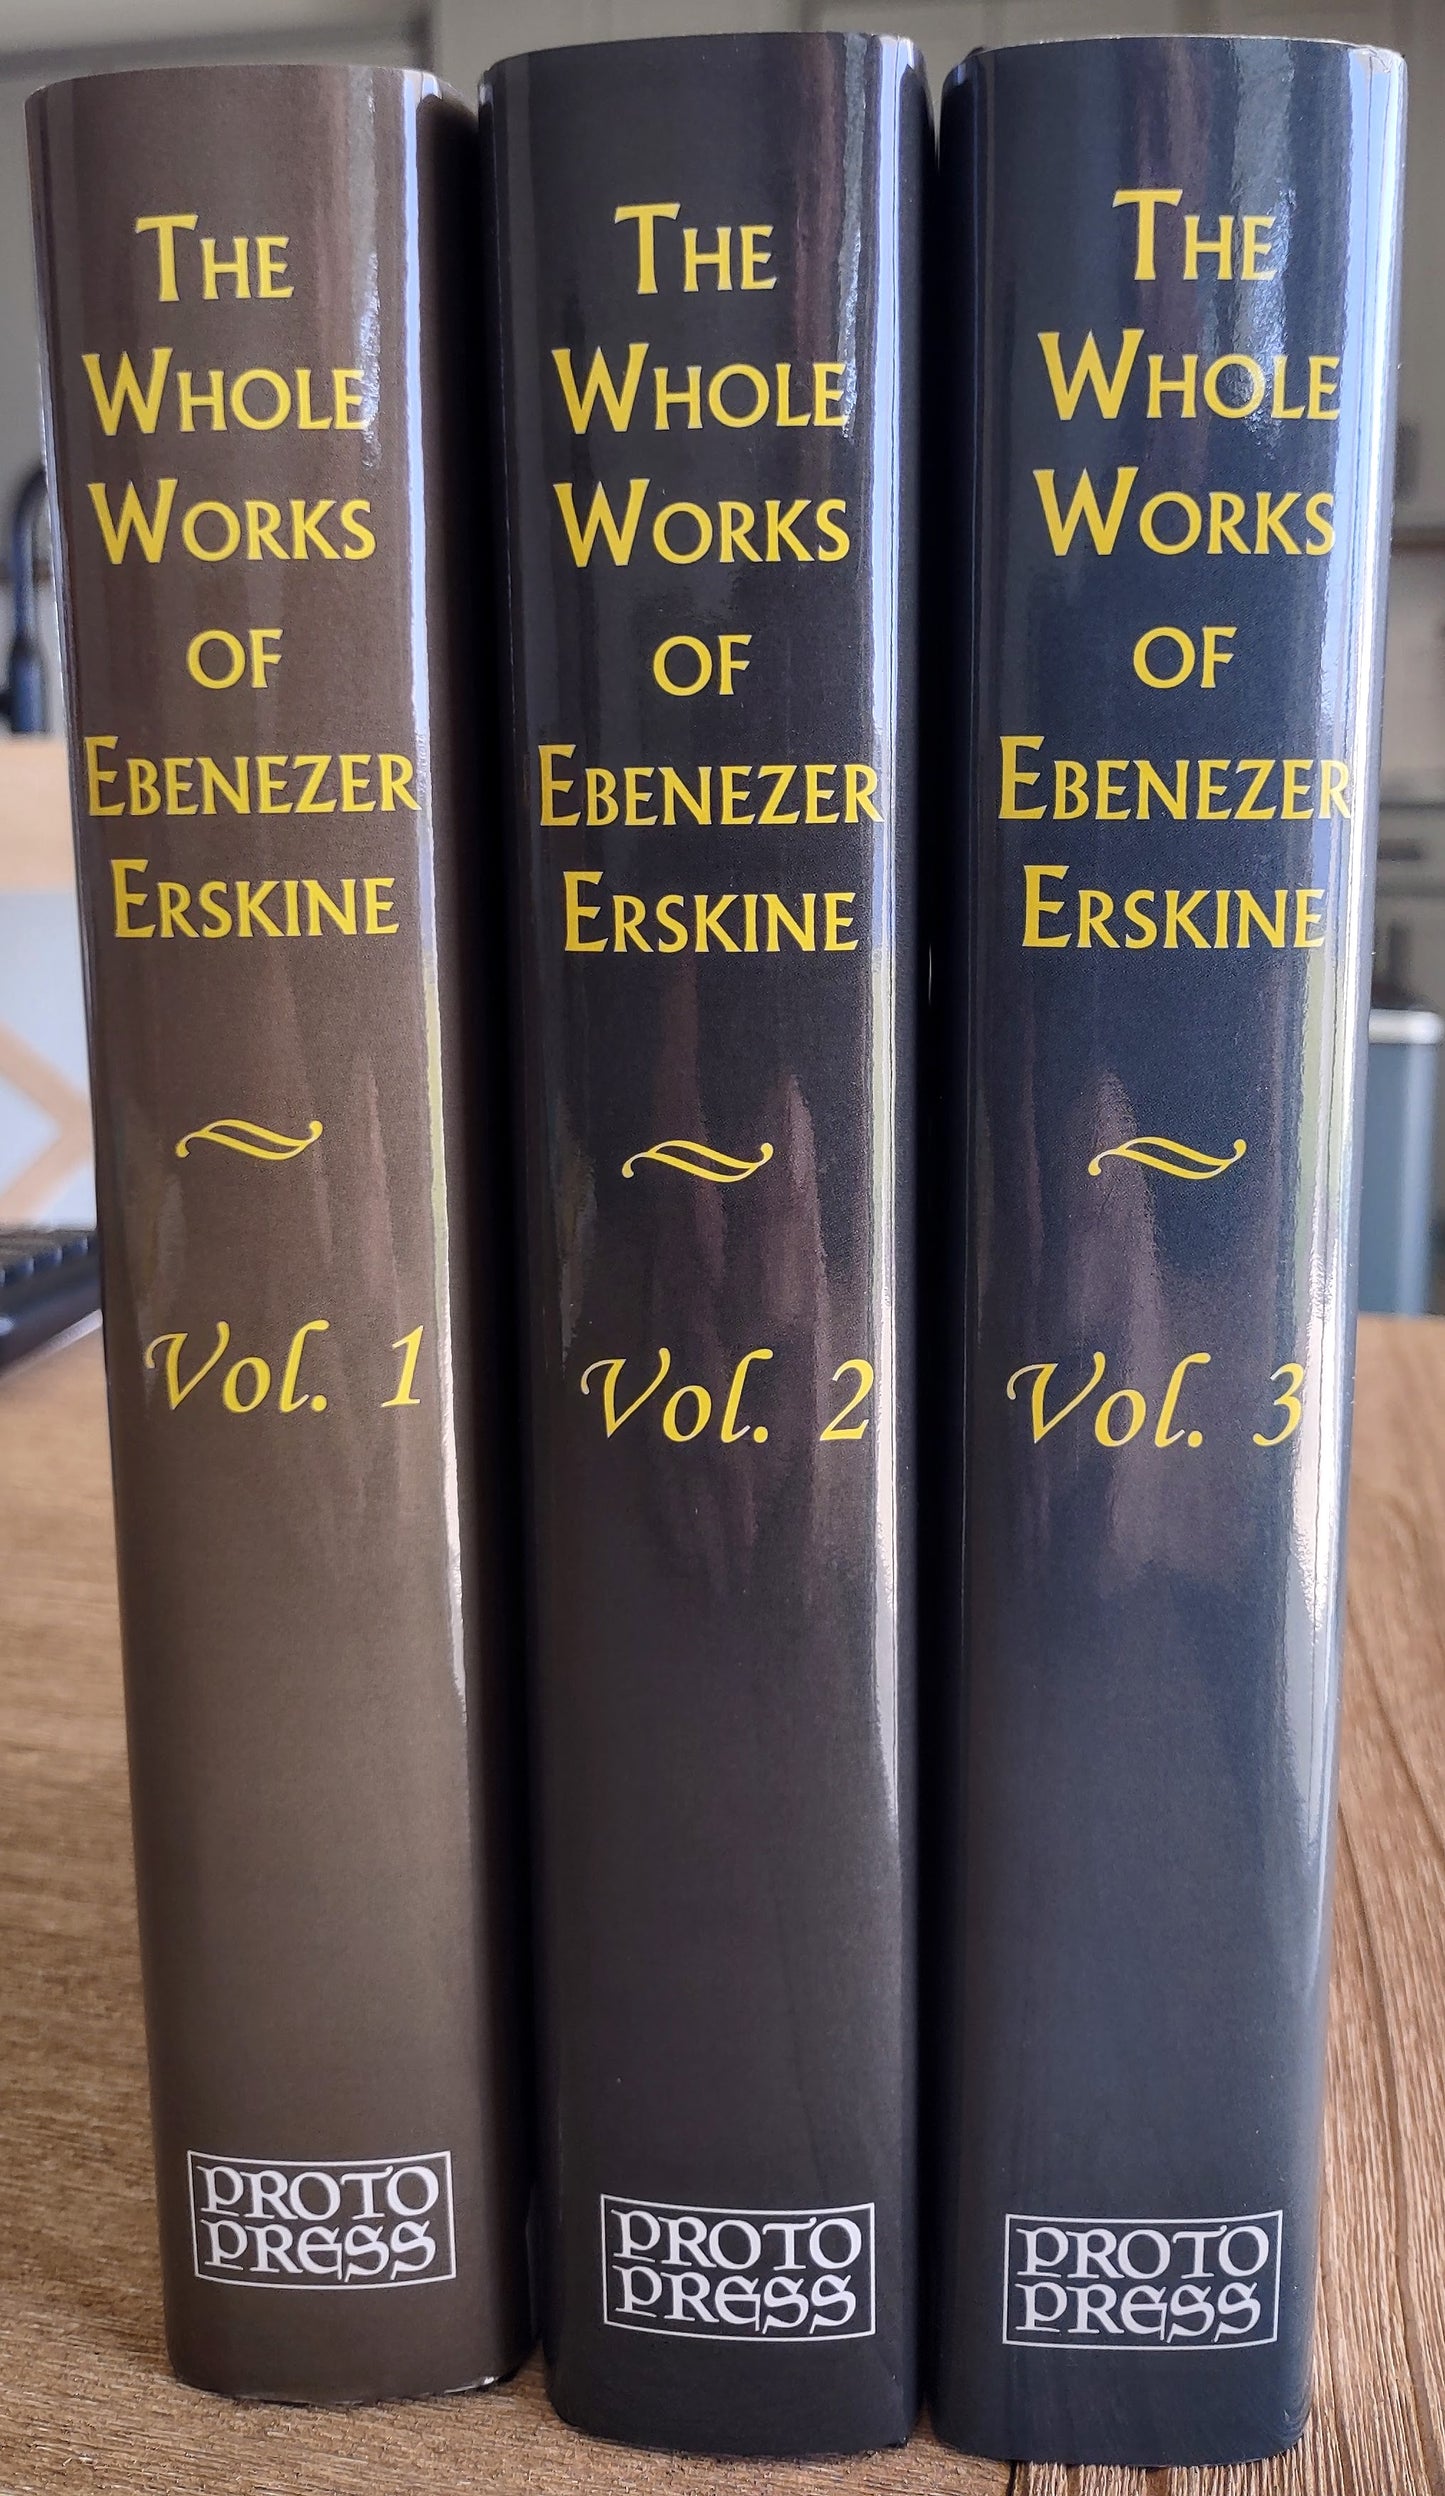 The
Whole
Works
of
Ebenezer
Erskine
Vol. 1
PROTO
PRESS
The
Whole
Works
of
Ebenezer
Erskine
Vol. 2
PROTO
PRESS
The
Whole
Works
of
Ebenezer
Erskine
Vol. 3
PROTO
PRESS